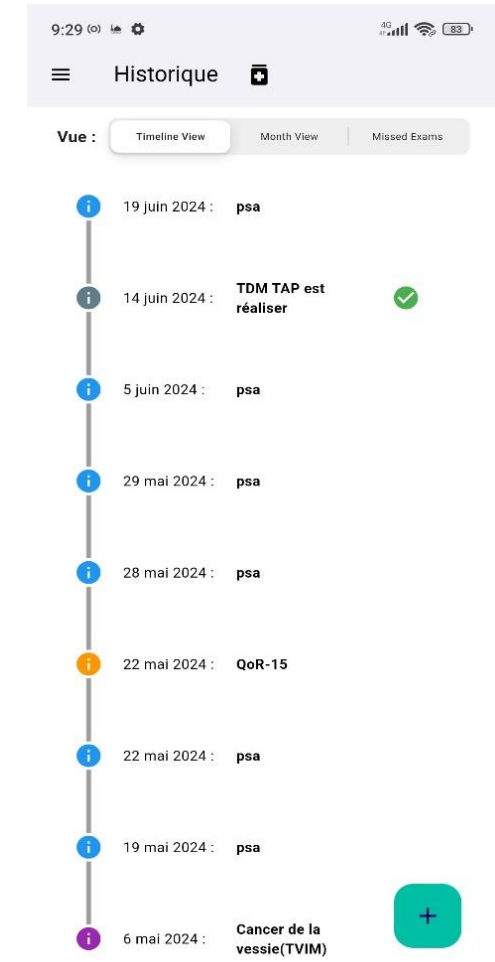 9:29
4G
83
Historique
Vue :
Timeline View
Month View
Missed Exams
19 juin 2024 : psa
14 juin 2024 : TDM TAP est
réaliser
5 juin 2024 : psa
29 mai 2024 : psa
28 mai 2024 : psa
22 mai 2024 : QoR-15
22 mai 2024 : psa
19 mai 2024 : psa
6 mai 2024 : Cancer de la
vessie(TVIM)